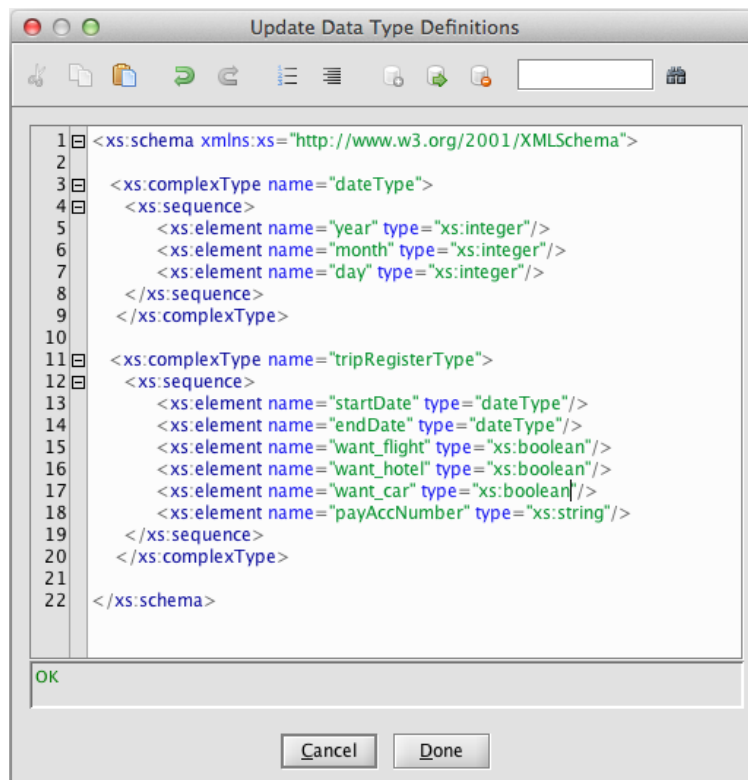 Update Data Type Definitions
1 <xs:schema xmlns:xs="http://www.w3.org/2001/XMLSchema">
2
3 <xs:complexType name="dateType">
4 <xs:sequence>
5 <xs:element name="year" type="xs:integer"/>
6 <xs:element name="month" type="xs:integer"/>
7 <xs:element name="day" type="xs:integer"/>
8 </xs:sequence>
9 </xs:complexType>
10
11 <xs:complexType name="tripRegisterType">
12 <xs:sequence>
13 <xs:element name="startDate" type="dateType"/>
14 <xs:element name="endDate" type="dateType"/>
15 <xs:element name="want_flight" type="xs:boolean"/>
16 <xs:element name="want_hotel" type="xs:boolean"/>
17 <xs:element name="want_car" type="xs:boolean"/>
18 <xs:element name="payAccNumber" type="xs:string"/>
19 </xs:sequence>
20 </xs:complexType>
21
22 </xs:schema>
OK
Cancel Done